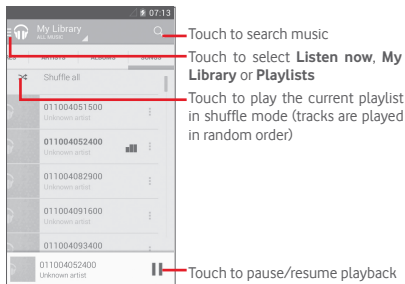 07:13
My Library
ALL MUSIC
ARTISTS ALBUMS SONGS
Shuffle all
011004051500
Unknown artist
011004052400
Unknown artist
011004082900
Unknown artist
011004091600
Unknown artist
011004093400
011004052400
Unknown artist
Touch to search music
Touch to select Listen now, My
Library or Playlists
Touch to play the current playlist
in shuffle mode (tracks are played
in random order)
Touch to pause/resume playback